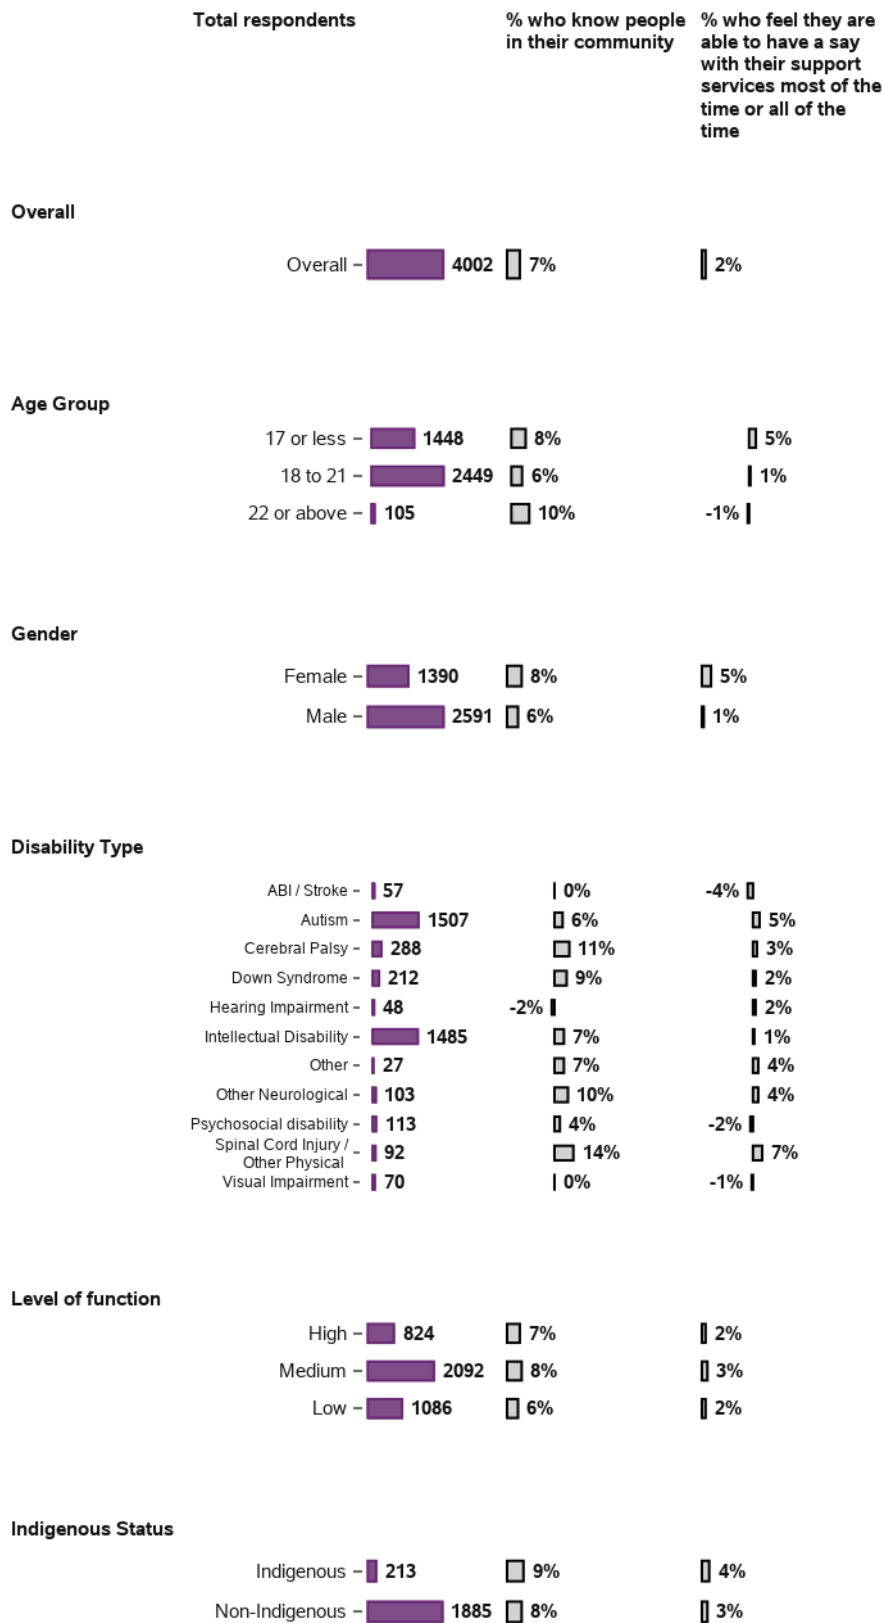 Total respondents
% who know people
in their community
% who feel they are
able to have a say
with their support
services most of the
time or all of the
time
Overall
Overall 4002 7% 2%
Age Group
17 or less 1448 8% 5%
18 to 21 2449 6% 1%
22 or above 105 10% -1%
Gender
Female 1390 8% 5%
Male 2591 6% 1%
Disability Type
ABI / Stroke 57 0% -4%
Autism 1507 6% 5%
Cerebral Palsy 288 11% 3%
Down Syndrome 212 9% 2%
Hearing Impairment 48 -2% 2%
Intellectual Disability 1485 7% 1%
Other 27 7% 4%
Other Neurological 103 10% 4%
Psychosocial disability 113 4% -2%
Spinal Cord Injury /
Other Physical 92 14% 7%
Visual Impairment 70 0% -1%
Level of function
High 824 7% 2%
Medium 2092 8% 3%
Low 1086 6% 2%
Indigenous Status
Indigenous 213 9% 4%
Non-Indigenous 1885 8% 3%